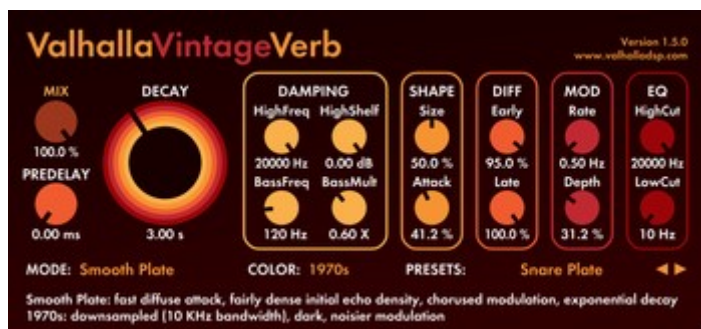 ValhallaVintageVerb
Version 1.5.0
www.valhalladsp.com
MIX
100.0 %
PREDELAY
0.00 ms
DECAY
3.00 s
DAMPING
HighFreq HighShelf
20000 Hz 0.00 dB
BassFreq BassMult
120 Hz 0.60 X
SHAPE
Size
50.0 %
Attack
41.2 %
DIFF
Early
95.0 %
Late
100.0 %
MOD
Rate
0.50 Hz
Depth
31.2 %
EQ
HighCut
20000 Hz
LowCut
10 Hz
MODE: Smooth Plate COLOR: 1970s PRESETS: Snare Plate
Smooth Plate: fast diffuse attack, fairly dense initial echo density, chorused modulation, exponential decay
1970s: downsampled (10 KHz bandwidth), dark, noisier modulation